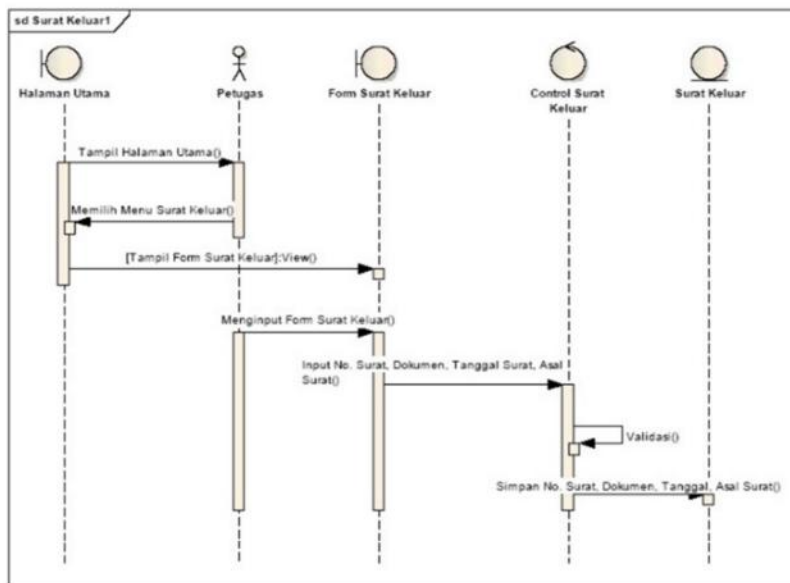 sd Surat Keluar1
Halaman Utama
Petugas
Form Surat Keluar
Control Surat
Keluar
Surat Keluar
Tampil Halaman Utama()
Memilih Menu Surat Keluar()
[Tampil Form Surat Keluar]:View()
Menginput Form Surat Keluar()
Input No. Surat, Dokumen, Tanggal Surat, Asal
Surat()
Validasi()
Simpan No. Surat, Dokumen, Tanggal, Asal Surat()